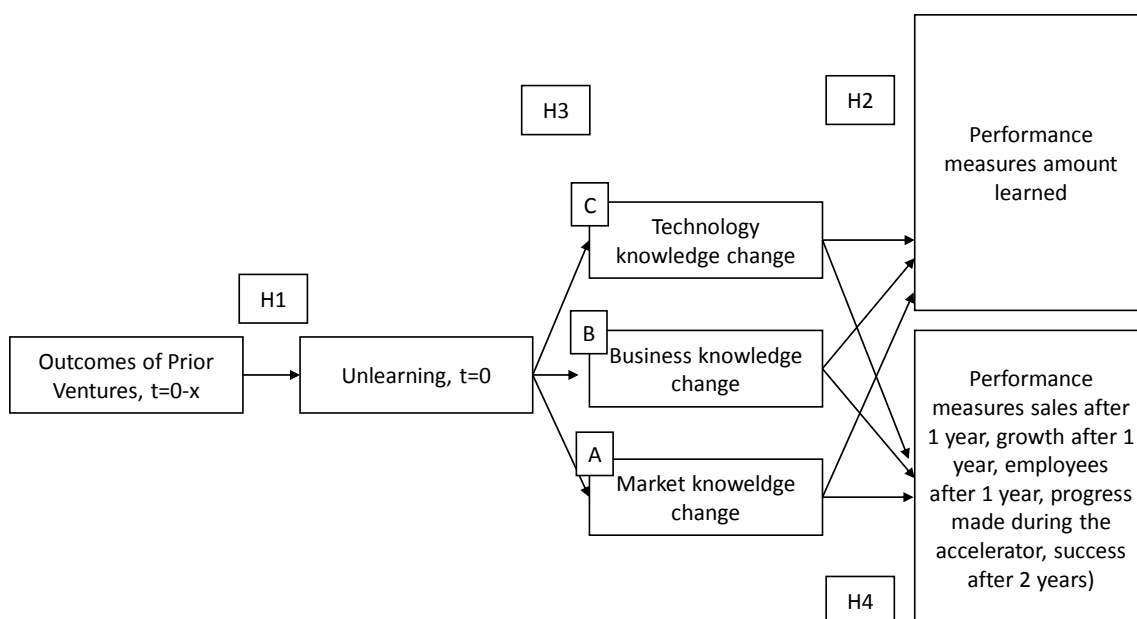 H3
H2
Performance
measures amount
learned
C
Technology
knowledge change
H1
Outcomes of Prior
Ventures, t=0-x
Unlearning, t=0
B
Business knowledge
change
A
Market knoweldge
change
Performance
measures sales after
1 year, growth after 1
year, employees
after 1 year, progress
made during the
accelerator, success
after 2 years)
H4